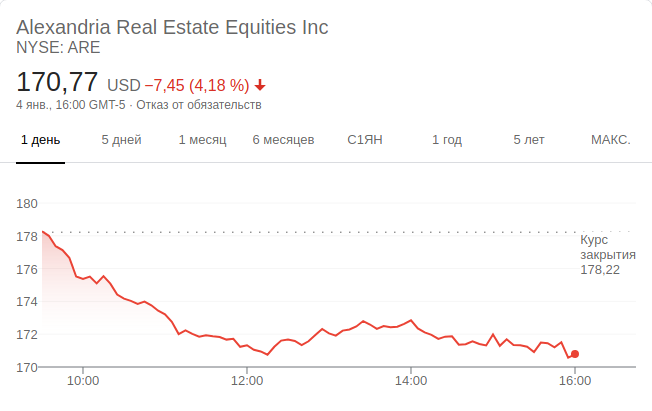 Alexandria Real Estate Equities Inc
NYSE: ARE
170,77 USD −7,45 (4,18 %)
4 янв., 16:00 GMT-5 · Отказ от обязательств
1 день 5 дней 1 месяц 6 месяцев С1ЯН 1 год 5 лет МАКС.
180
178
176
174
172
170
Курс
закрытия
178,22
10:00 12:00 14:00 16:00